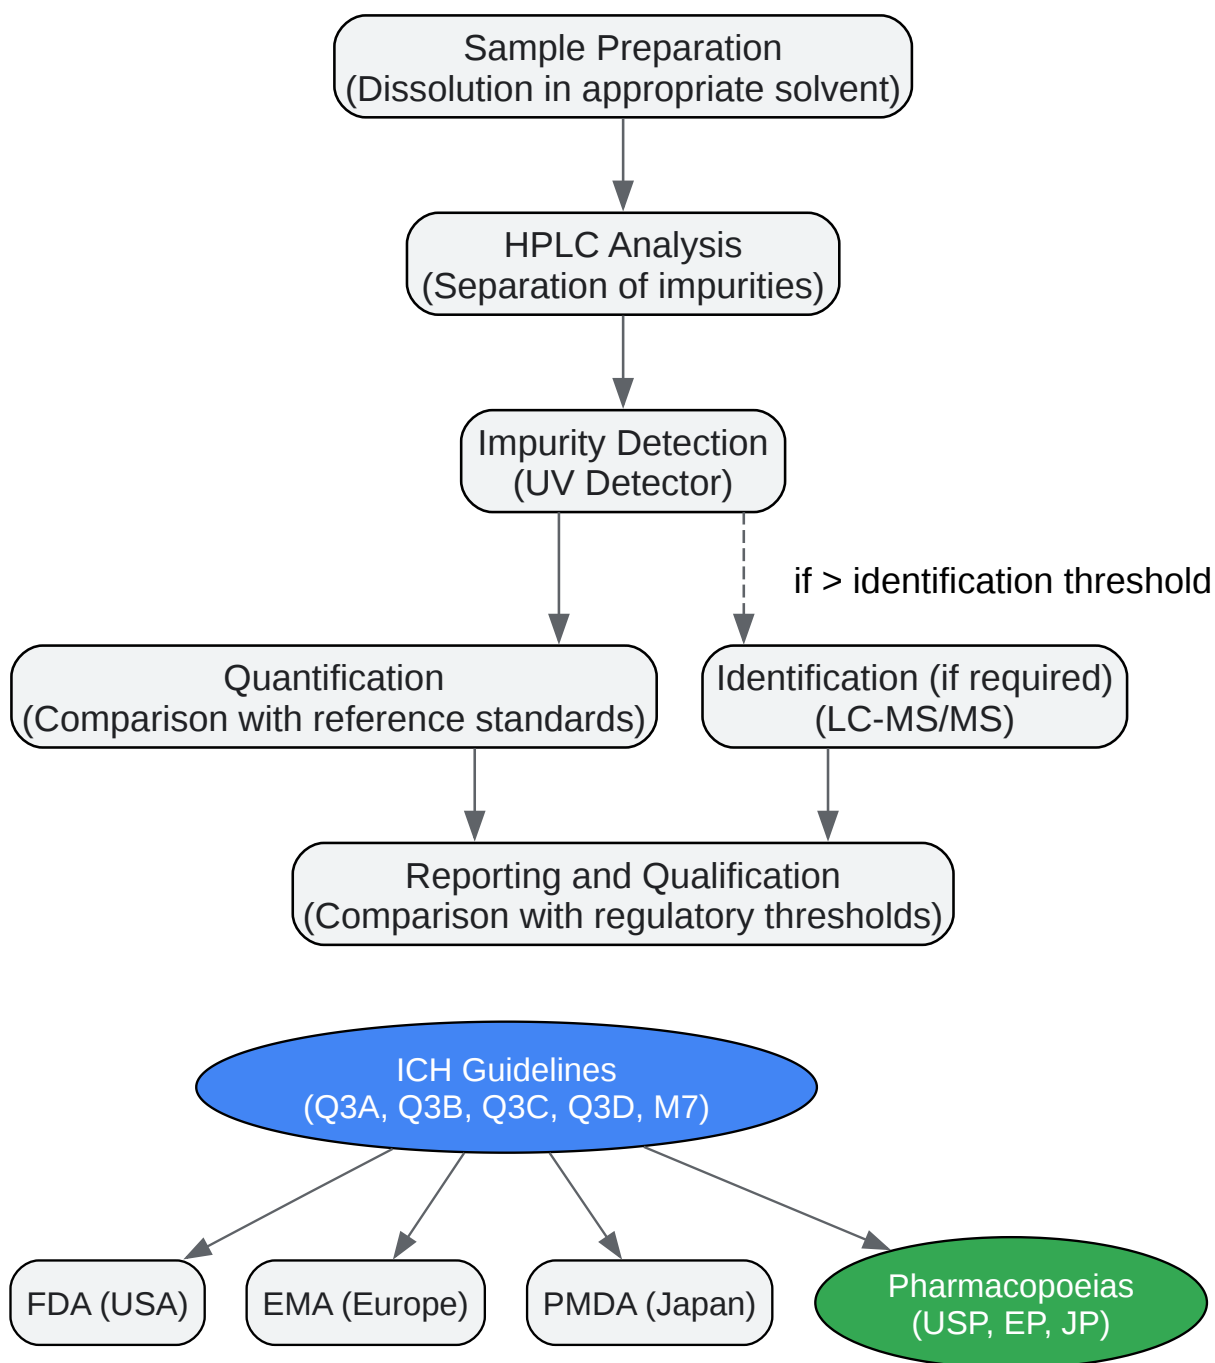 Sample Preparation
(Dissolution in appropriate solvent)
HPLC Analysis
(Separation of impurities)
Impurity Detection
(UV Detector)
if > identification threshold
Quantification
(Comparison with reference standards)
Identification (if required)
(LC-MS/MS)
Reporting and Qualification
(Comparison with regulatory thresholds)
ICH Guidelines
(Q3A, Q3B, Q3C, Q3D, M7)
FDA (USA)
EMA (Europe)
PMDA (Japan)
Pharmacopoeias
(USP, EP, JP)